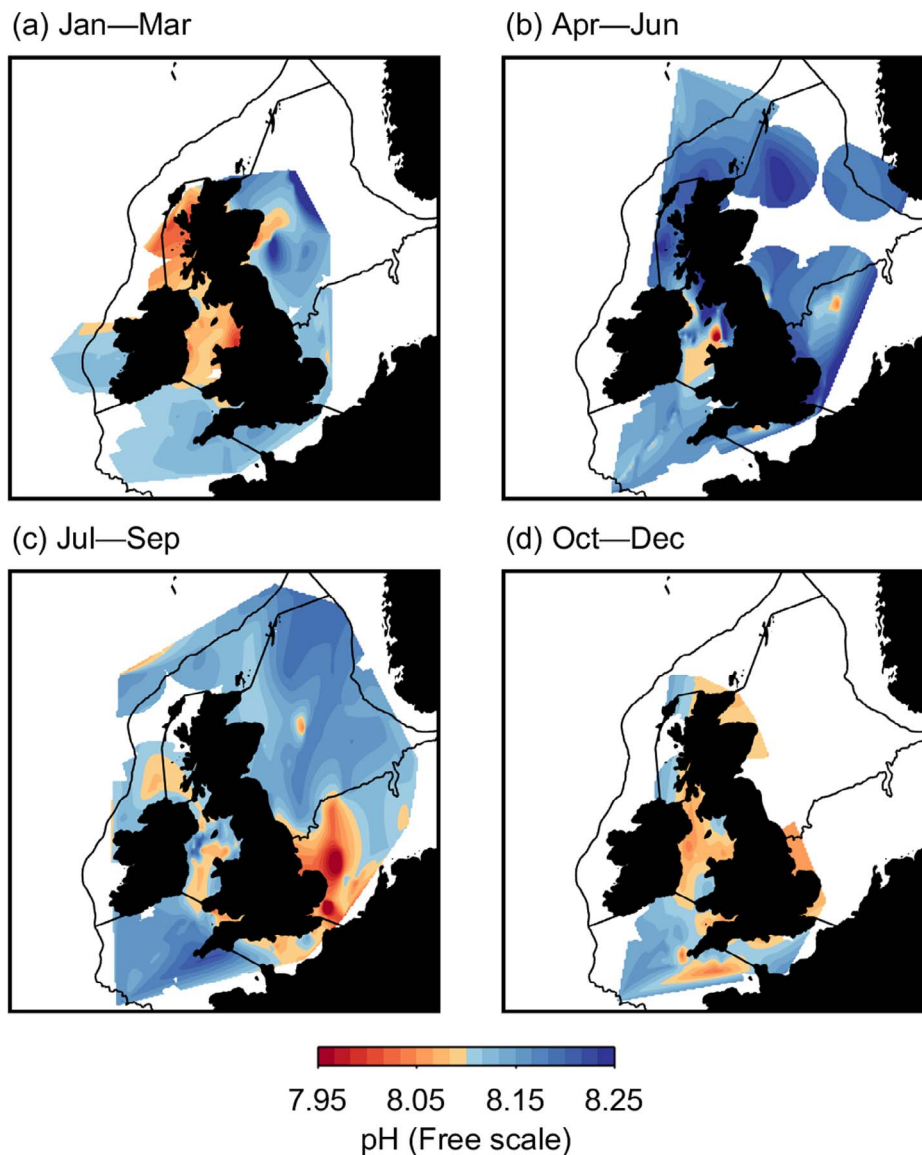 (a) Jan—Mar
(b) Apr—Jun
(c) Jul—Sep
(d) Oct—Dec
7.95 8.05 8.15 8.25
pH (Free scale)